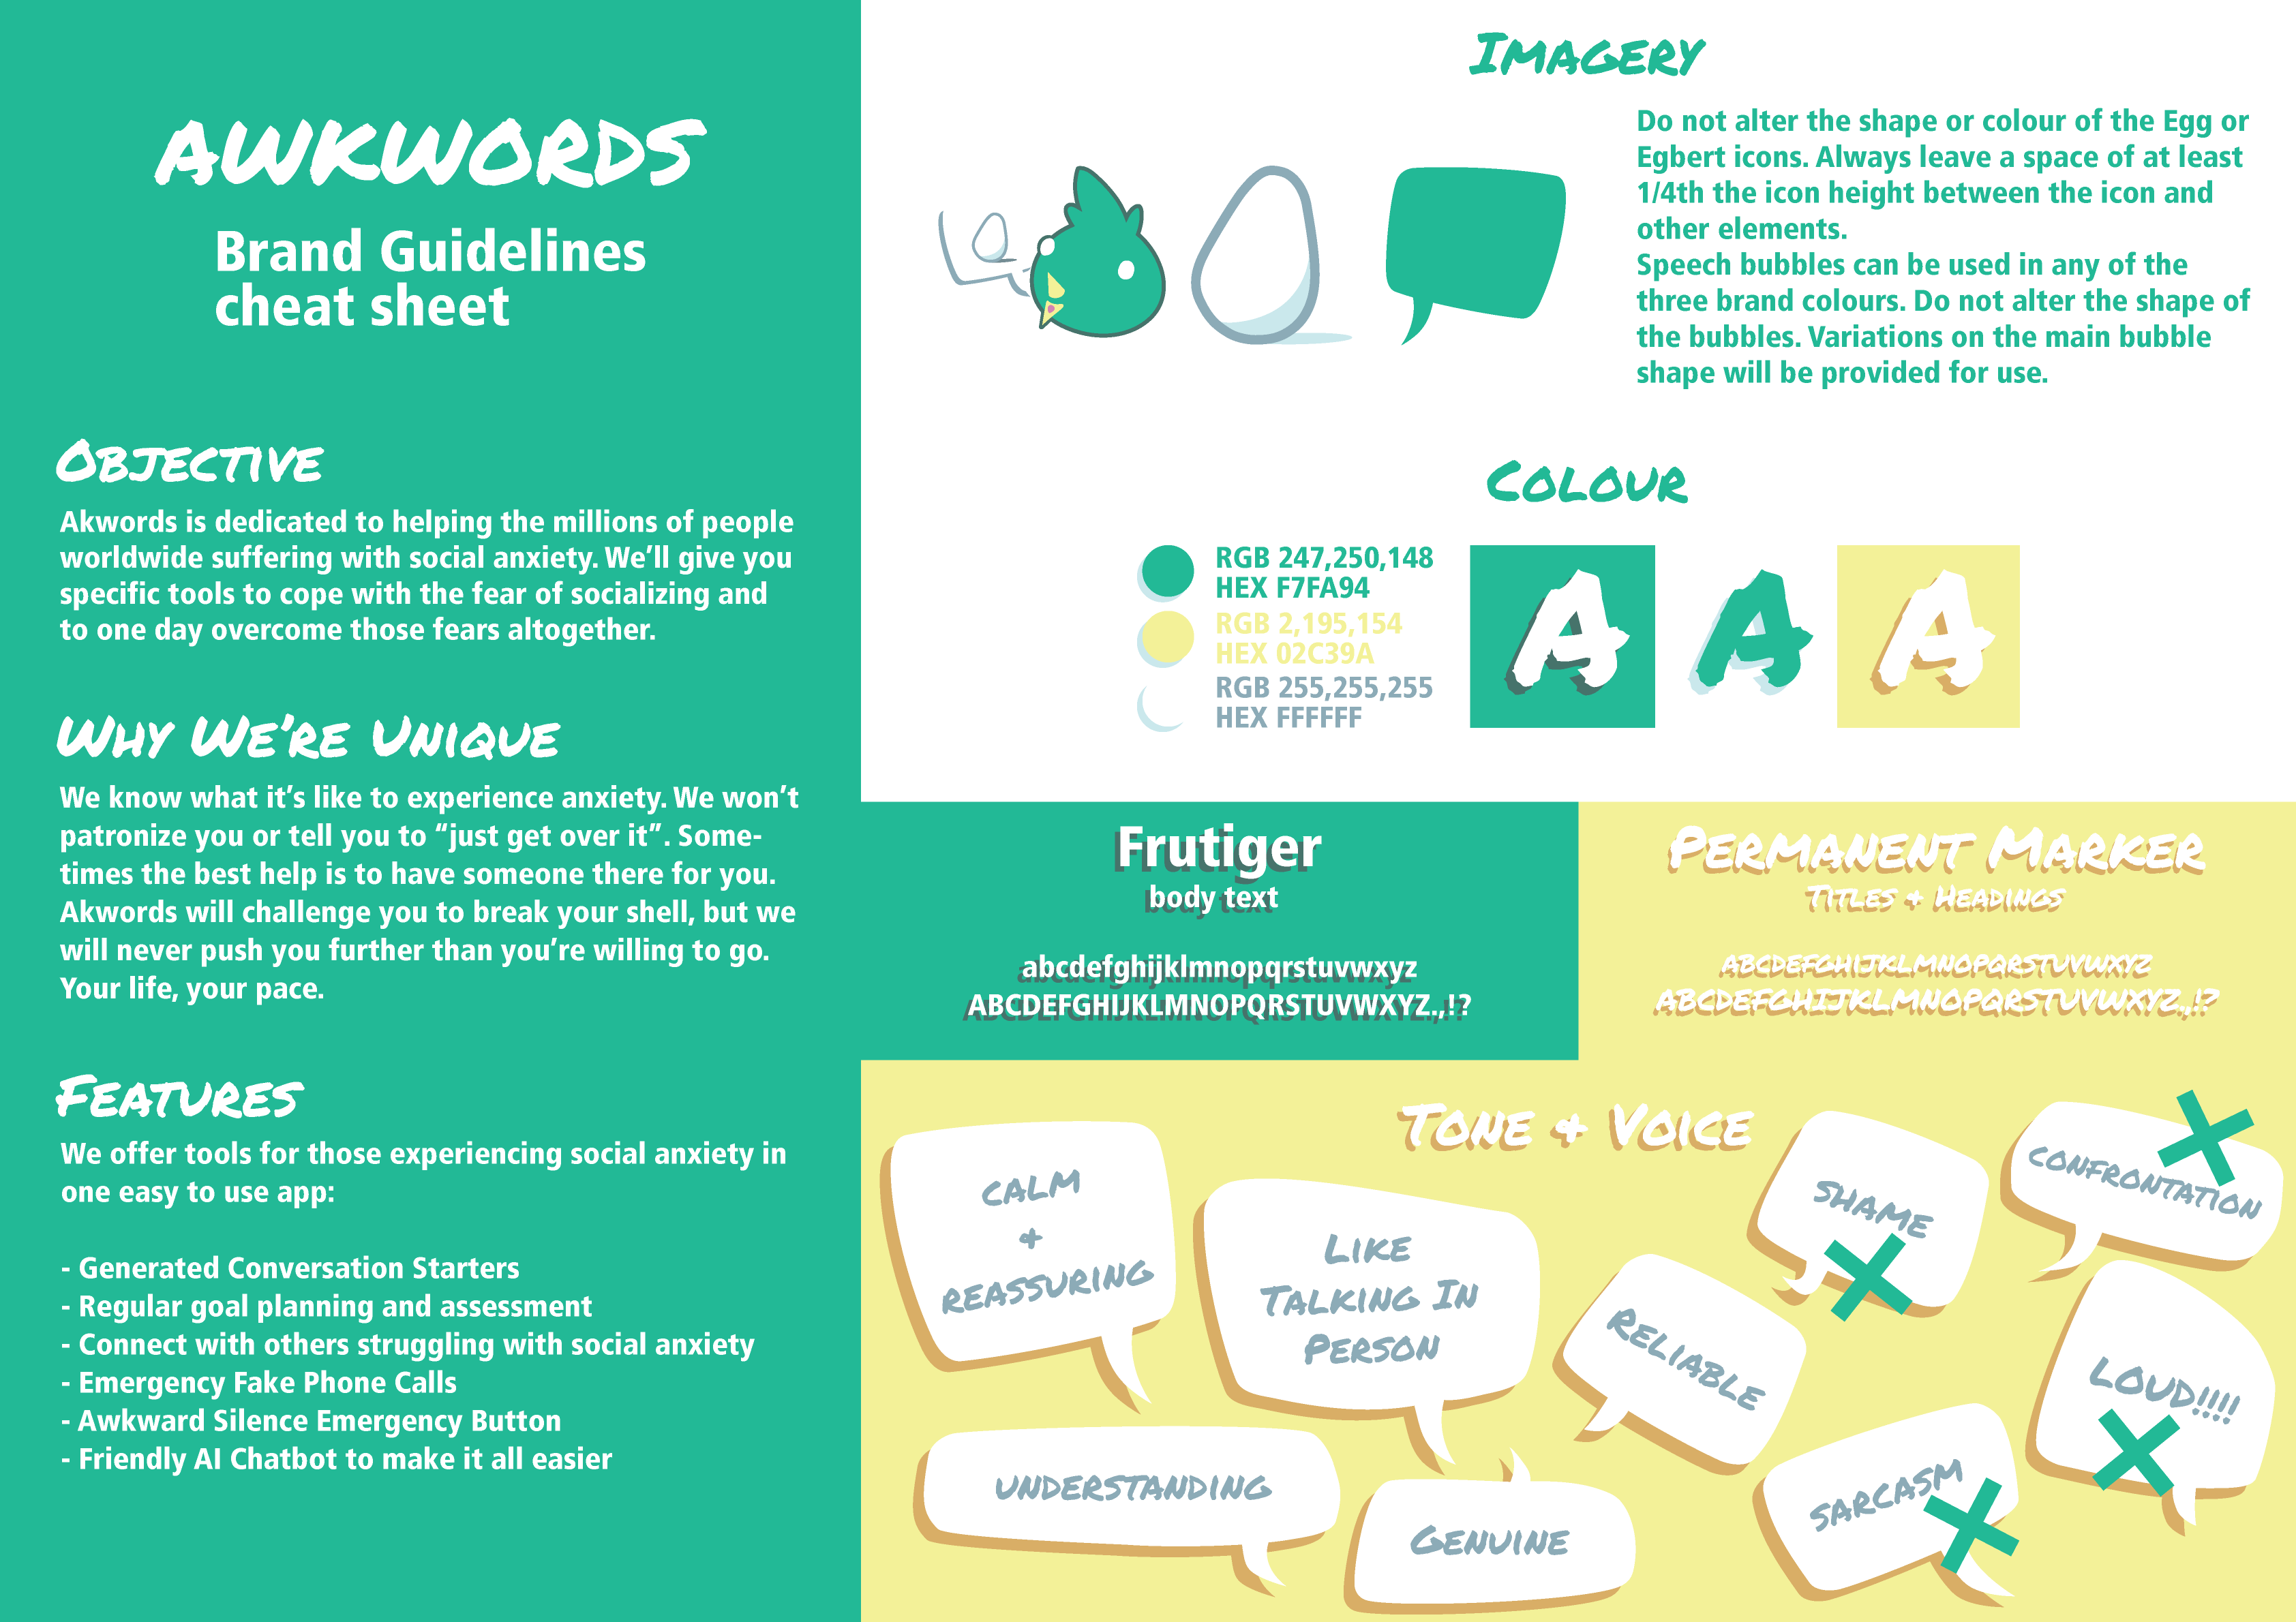 AWKWORDS
Brand Guidelines
cheat sheet
OBJECTIVE
Akwords is dedicated to helping the millions of people
worldwide suffering with social anxiety. We’ll give you
specific tools to cope with the fear of socializing and
to one day overcome those fears altogether.
WHY WE’RE UNIQUE
We know what it’s like to experience anxiety. We won’t
patronize you or tell you to “just get over it”. Some-
times the best help is to have someone there for you.
Akwords will challenge you to break your shell, but we
will never push you further than you’re willing to go.
Your life, your pace.
FEATURES
We offer tools for those experiencing social anxiety in
one easy to use app:
- Generated Conversation Starters
- Regular goal planning and assessment
- Connect with others struggling with social anxiety
- Emergency Fake Phone Calls
- Awkward Silence Emergency Button
- Friendly AI Chatbot to make it all easier
IMAGERY
Do not alter the shape or colour of the Egg or
Egbert icons. Always leave a space of at least
1/4th the icon height between the icon and
other elements.
Speech bubbles can be used in any of the
three brand colours. Do not alter the shape of
the bubbles. Variations on the main bubble
shape will be provided for use.
COLOUR
RGB 247,250,148
HEX F7FA94
RGB 2,195,154
HEX 02C39A
RGB 255,255,255
HEX FFFFFF
A A A
Frutiger
body text
abcdefghijklmnopqrstuvwxyz
ABCDEFGHIJKLMNOPQRSTUVWXYZ.,!?
PERMANENT MARKER
TITLES & HEADINGS
ABCDEFGHIJKLMNOPQRSTUVWXYZ
ABCDEFGHIJKLMNOPQRSTUVWXYZ.,!?
TONE & VOICE
CALM
&
REASSURING
LIKE
TALKING IN
PERSON
RELIABLE
UNDERSTANDING
GENUINE
SHAME
CONFRONTATION
LOUD!!!!
SARCASM